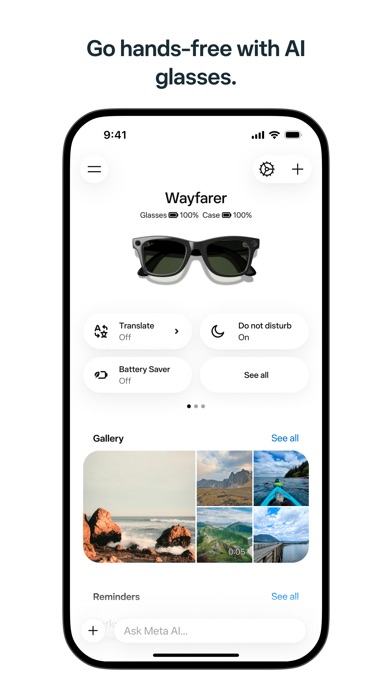 Go hands-free with AI
glasses.
9:41
Wayfarer
Glasses 100% Case 100%
Translate
Off
Do not disturb
On
Battery Saver
Off
See all
Gallery
See all
0:05
Reminders
See all
Ask Meta AI...